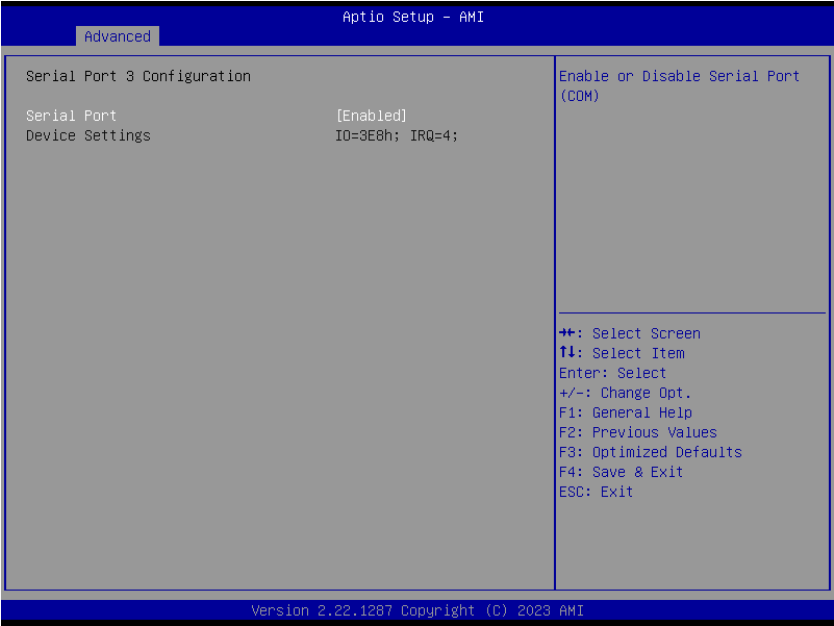 Aptio Setup – AMI
Advanced
Serial Port 3 Configuration
Serial Port [Enabled]
Device Settings IO=3E8h; IRQ=4;
Enable or Disable Serial Port
(COM)
→←: Select Screen
↑↓: Select Item
Enter: Select
+/-: Change Opt.
F1: General Help
F2: Previous Values
F3: Optimized Defaults
F4: Save & Exit
ESC: Exit
Version 2.22.1287 Copyright (C) 2023 AMI